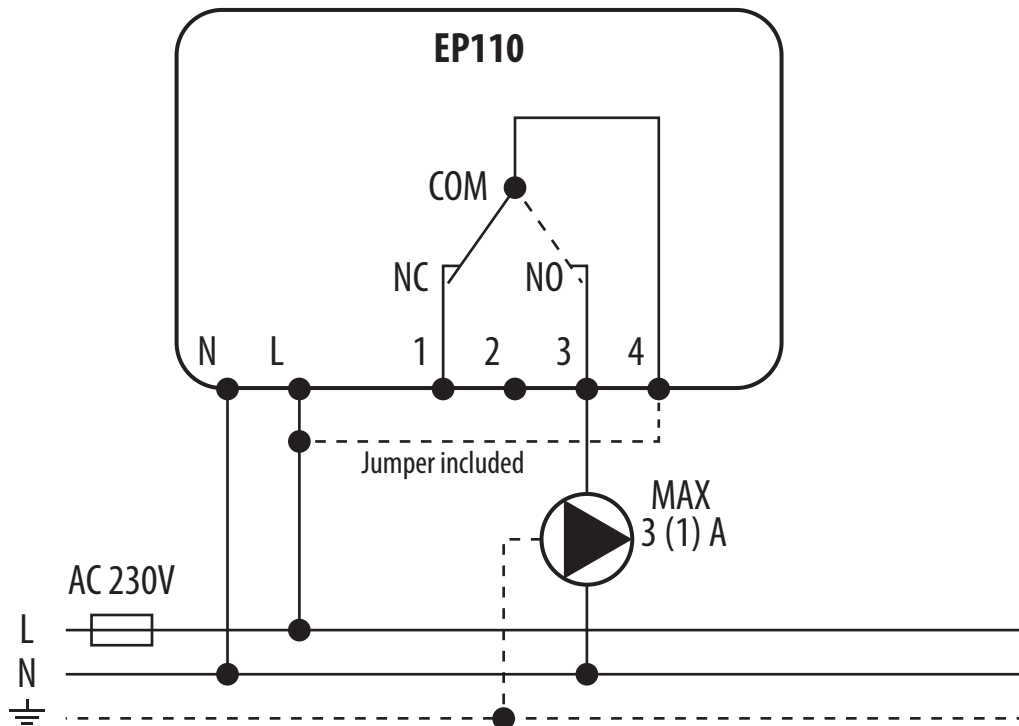 EP110
COM
NC NO
N L 1 2 3 4
Jumper included
MAX
3 (1) A
AC 230V
L
N